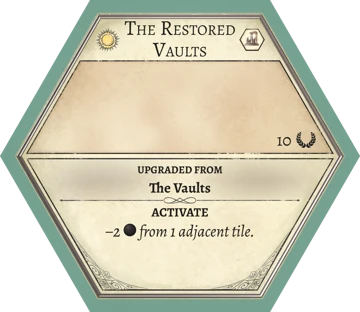 The Restored
Vaults
10
UPGRADED FROM
The Vaults
ACTIVATE
−2 from 1 adjacent tile.